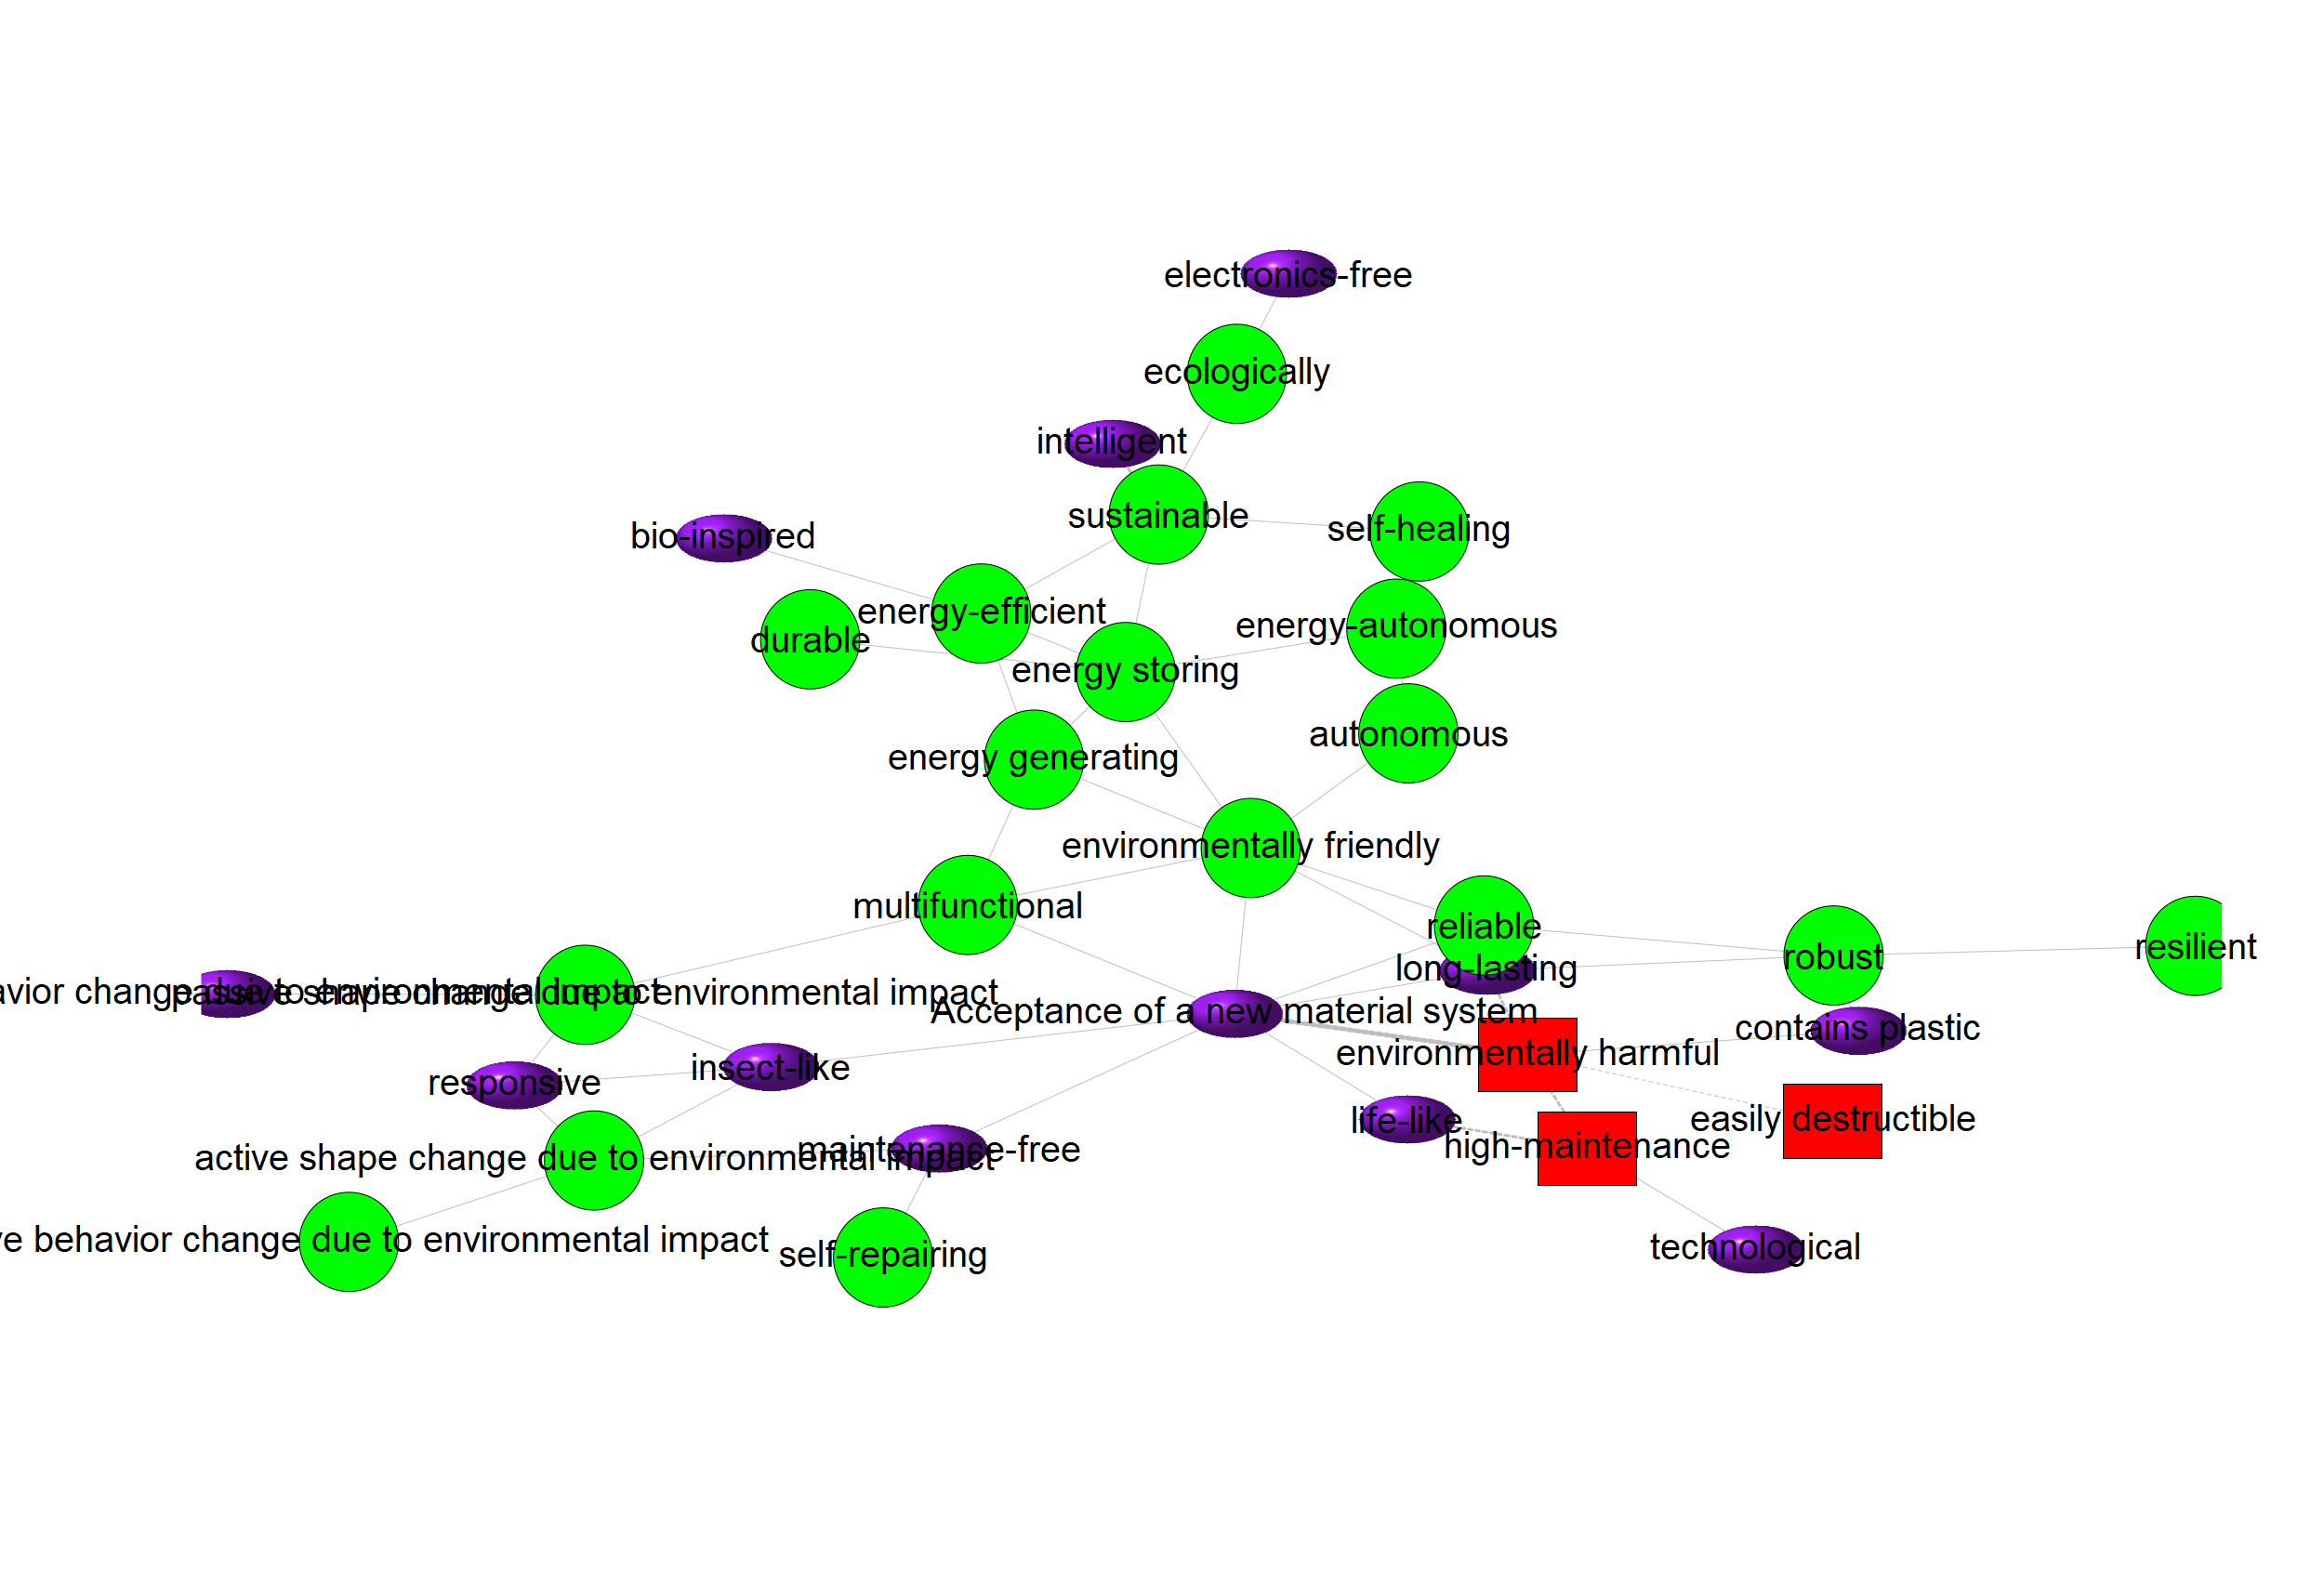 electronics-free
ecologically
intelligent
sustainable
self-healing
bio-inspired
energy-efficient
energy-autonomous
durable
energy storing
autonomous
energy generating
environmentally friendly
multifunctional
reliable
robust
resilient
long-lasting
change due to environmental impact
passive shape change due to environmental impact
Acceptance of a new material system
contains plastic
environmentally harmful
insect-like
responsive
life-like
easily destructible
high-maintenance
maintenance-free
active shape change due to environmental impact
behavior change due to environmental impact
technological
self-repairing